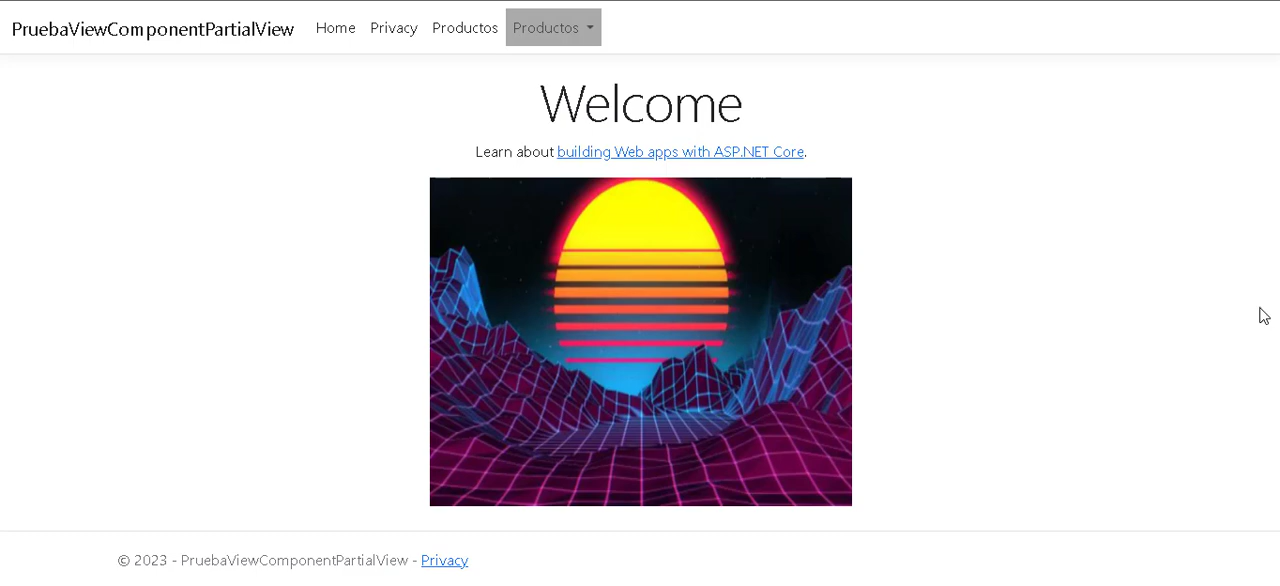 PruebaViewComponentPartialView Home Privacy Productos Productos
Welcome
Learn about building Web apps with ASP.NET Core.
© 2023 - PruebaViewComponentPartialView - Privacy